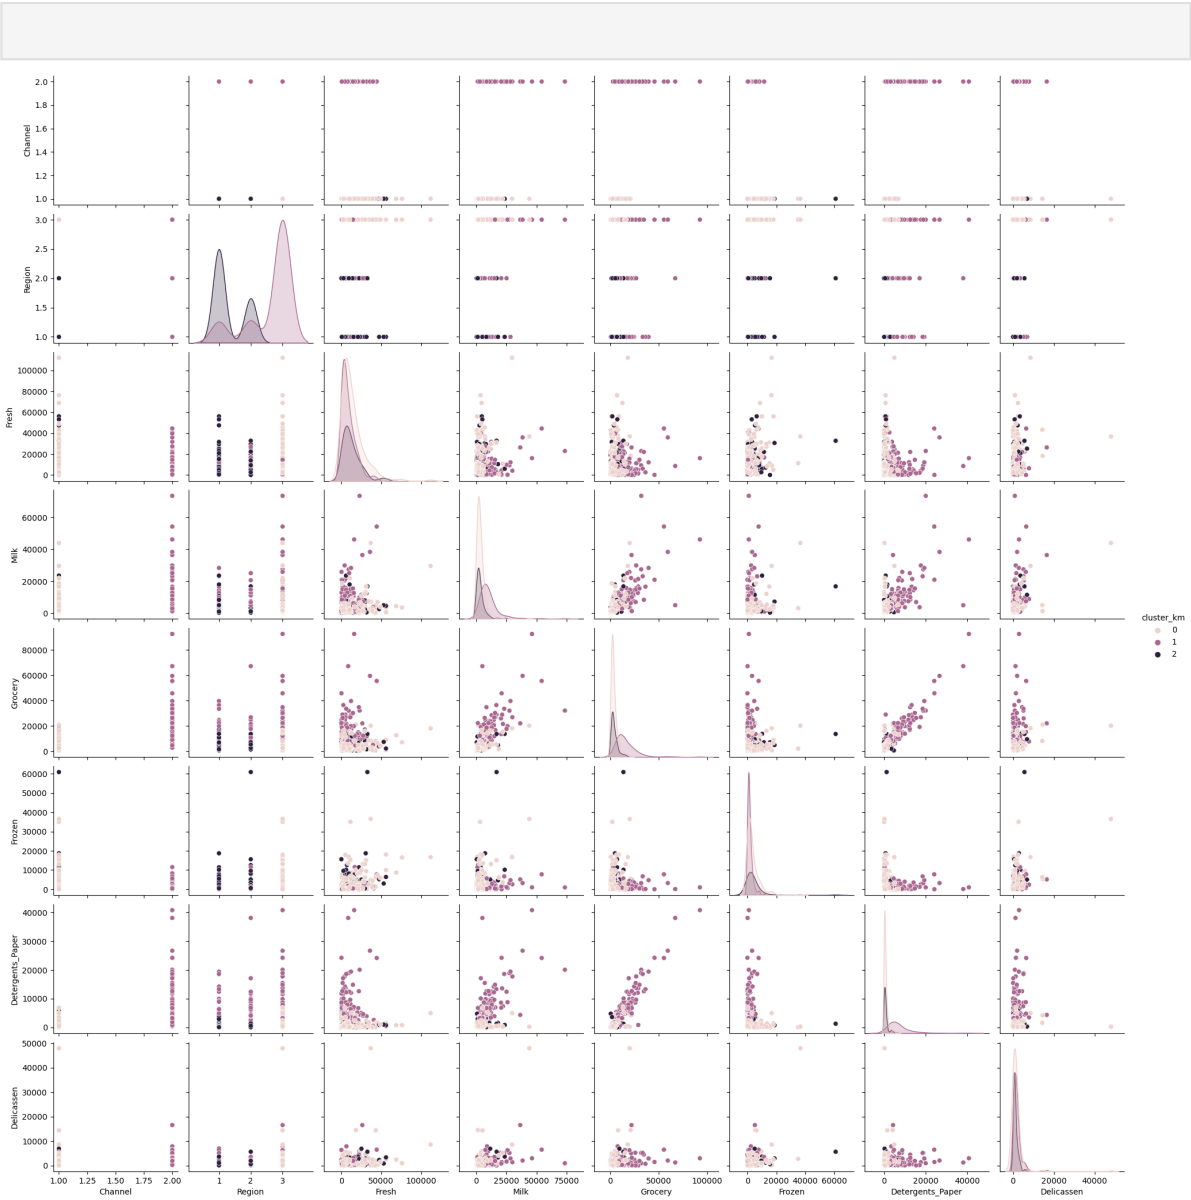 2.0
1.8
1.6
1.4
1.2
1.0
Channel
3.0
2.5
2.0
1.5
1.0
Region
100000
80000
60000
40000
20000
0
Fresh
60000
40000
20000
0
Milk
80000
60000
40000
20000
0
Grocery
60000
50000
40000
30000
20000
10000
0
Frozen
40000
30000
20000
10000
0
Detergents_Paper
50000
40000
30000
20000
10000
0
Delicassen
1.00 1.25 1.50 1.75 2.00
Channel
1 2 3
Region
0 50000 100000
Fresh
0 25000 50000 75000
Milk
0 50000 100000
Grocery
0 20000 40000 60000
Frozen
0 20000 40000
Detergents_Paper
0 20000 40000
Delicassen
cluster_km
0
1
2